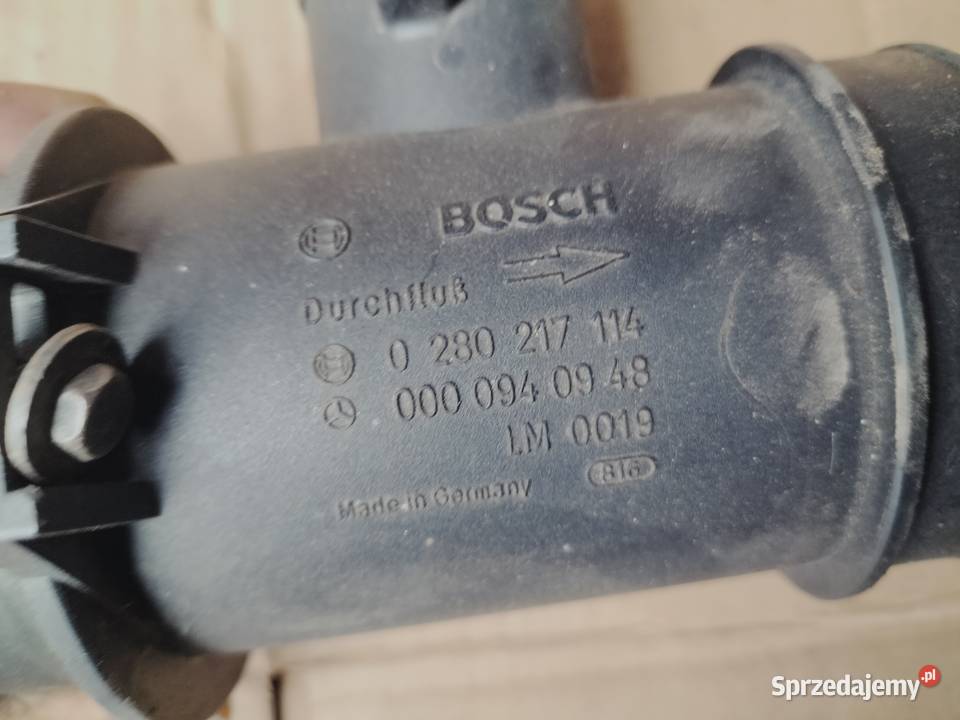 BOSCH
Durchfluß
0 280 217 114
000 094 09 48
LM 0019
816
Made in Germany
Sprzedajemy.pl